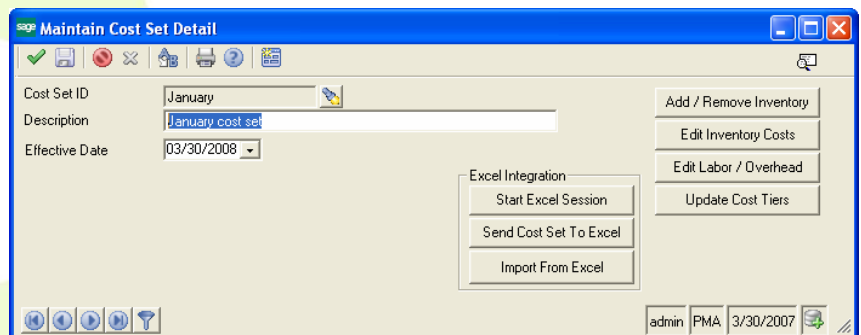 sage Maintain Cost Set Detail
Cost Set ID January
Description January cost set
Effective Date 03/30/2008
Add / Remove Inventory
Edit Inventory Costs
Edit Labor / Overhead
Update Cost Tiers
Excel Integration
Start Excel Session
Send Cost Set To Excel
Import From Excel
admin PMA 3/30/2007